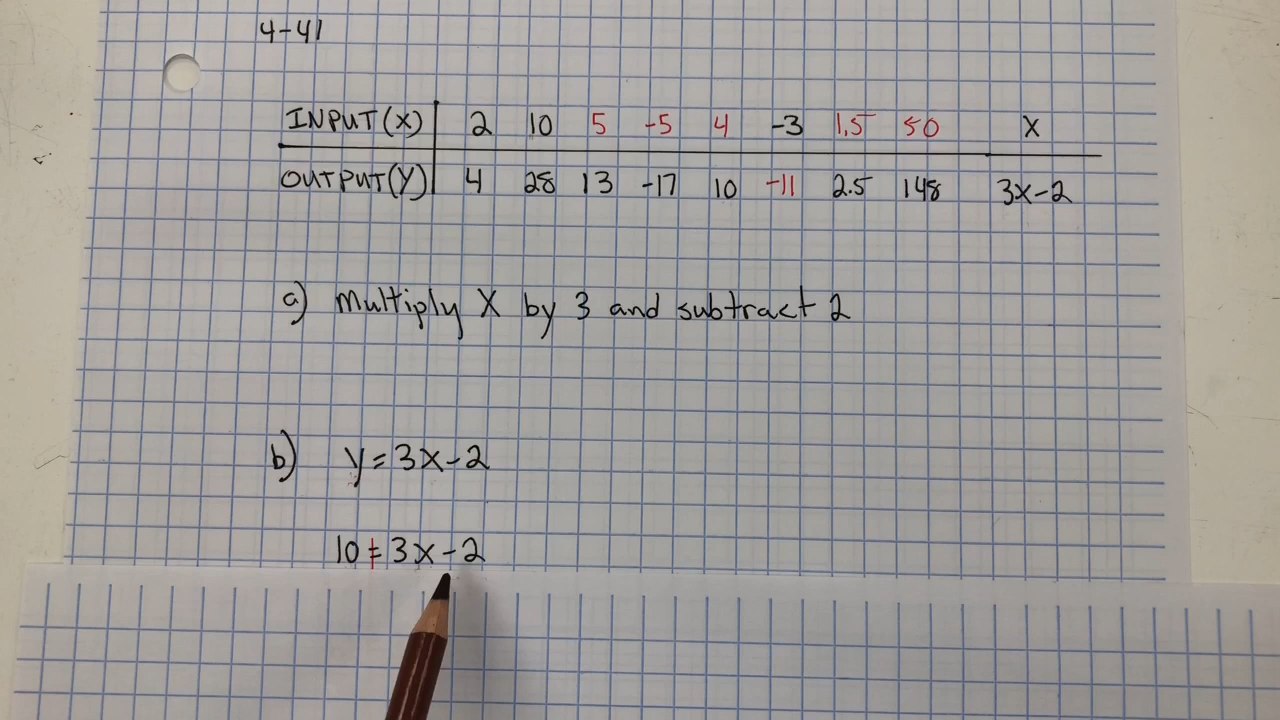 4-41
INPUT(X) 2 10 5 -5 4 -3 1.5 50 X
OUTPUT(Y) 4 28 13 -17 10 -11 2.5 148 3X-2
a) multiply X by 3 and subtract 2
b) y=3X-2
10=3X-2